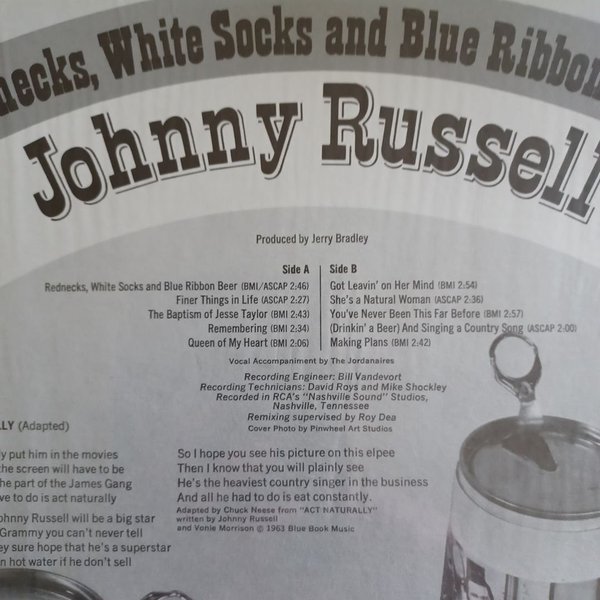 necks, White Socks and Blue Ribbon
Johnny Russell
Produced by Jerry Bradley
Side A
Rednecks, White Socks and Blue Ribbon Beer (BMI/ASCAP 2:46)
Finer Things in Life (ASCAP 2:27)
The Baptism of Jesse Taylor (BMI 2:43)
Remembering (BMI 2:34)
Queen of My Heart (BMI 2:06)
Side B
Got Leavin' on Her Mind (BMI 2:54)
She's a Natural Woman (ASCAP 2:36)
You've Never Been This Far Before (BMI 2:57)
(Drinkin' a Beer) And Singing a Country Song (ASCAP 2:00)
Making Plans (BMI 2:42)
Vocal Accompaniment by The Jordanaires
Recording Engineer: Bill Vandevort
Recording Technicians: David Roys and Mike Shockley
Recorded in RCA's "Nashville Sound" Studios,
Nashville, Tennessee
Remixing supervised by Roy Dea
Cover Photo by Pinwheel Art Studios
LLY (Adapted)
y put him in the movies
the screen will have to be
he part of the James Gang
ve to do is act naturally
ohnny Russell will be a big star
Grammy you can't never tell
ey sure hope that he's a superstar
n hot water if he don't sell
So I hope you see his picture on this elpee
Then I know that you will plainly see
He's the heaviest country singer in the business
And all he had to do is eat constantly.
Adapted by Chuck Neese from "ACT NATURALLY"
written by Johnny Russell
and Vonie Morrison © 1963 Blue Book Music